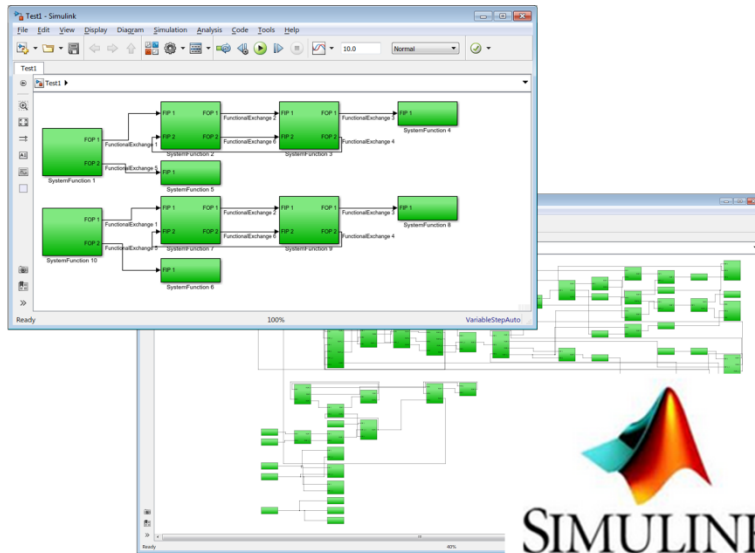 Test1 - Simulink
File Edit View Display Diagram Simulation Analysis Code Tools Help
10.0 Normal
Test1
Test1
FOP 1
FOP 2
SystemFunction 1
FunctionalExchange 1
FunctionalExchange 5
FIP 1 FOP 1
FIP 2 FOP 2
SystemFunction 2
FunctionalExchange 2
FunctionalExchange 6
FIP 1 FOP 1
FIP 2 FOP 2
SystemFunction 3
FunctionalExchange 3
FunctionalExchange 4
FIP 1
SystemFunction 4
FIP 1
SystemFunction 5
FOP 1
FOP 2
SystemFunction 10
FunctionalExchange 1
FunctionalExchange 5
FIP 1 FOP 1
FIP 2 FOP 2
SystemFunction 7
FunctionalExchange 2
FunctionalExchange 6
FIP 1 FOP 1
FIP 2 FOP 2
SystemFunction 9
FunctionalExchange 3
FunctionalExchange 4
FIP 1
SystemFunction 8
FIP 1
SystemFunction 6
Ready 100% VariableStepAuto
Ready 40%
SIMULINK